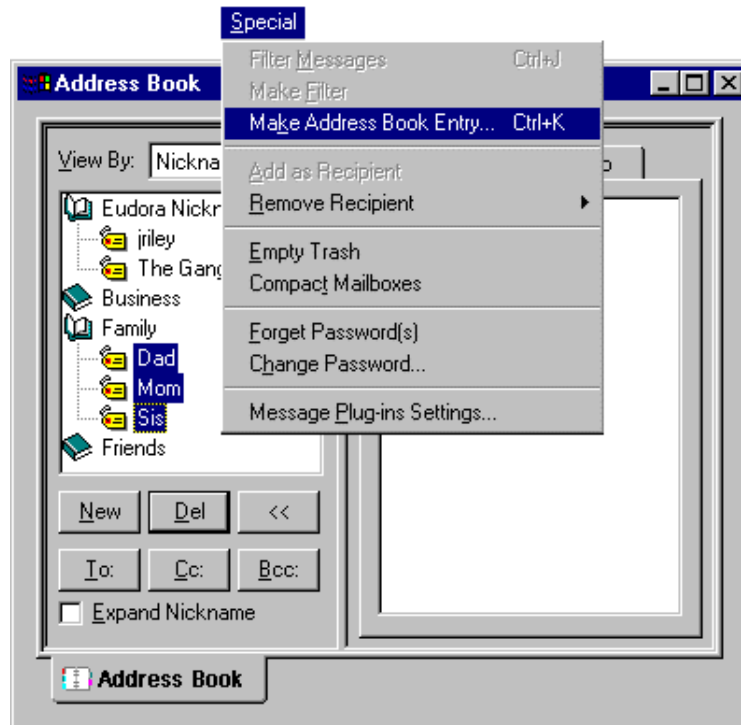 Special
Filter Messages Ctrl+J
Make Filter
Make Address Book Entry... Ctrl+K
Add as Recipient
Remove Recipient
Empty Trash
Compact Mailboxes
Forget Password(s)
Change Password...
Message Plug-ins Settings...
Address Book
View By:
Eudora
jriley
The
Business
Family
Dad
Mom
Sis
Friends
New Del <<
To: Cc: Bcc:
Expand Nickname
Address Book